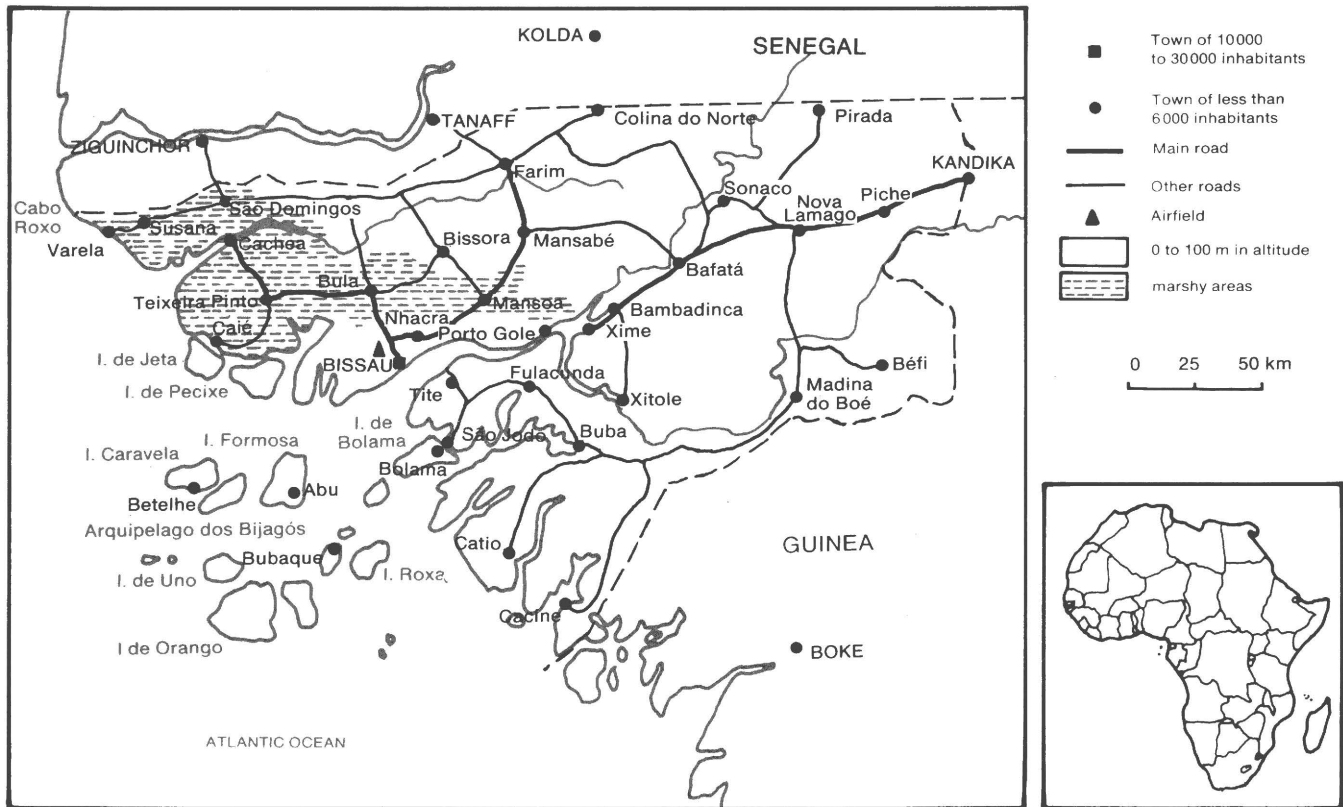 KOLDA
SENEGAL
TANAFF
Colina do Norte
Pirada
ZIGUINCHOR
Farim
KANDIKA
Sonaco
Piche
Nova
Lamago
Cabo
Roxo
São Domingos
Susana
Varela
Cachea
Bissora
Mansabé
Bafatá
Bula
Teixeira Pinto
Mansoa
Bambadinca
Nhacra
Caié
Porto Gole
Xime
I. de Jeta
BISSAU
I. de Pecixe
Fulacunda
Béfi
Tite
Xitole
Madina
do Boé
I. de
Bolama
São Jodé
Buba
I. Formosa
I. Caravela
Bolama
Betelhe
Abu
Arquipelago dos Bijagós
Bubaque
Catio
GUINEA
I. de Uno
I. Roxa
Cacine
I de Orango
BOKE
ATLANTIC OCEAN
Town of 10000
to 30000 inhabitants
Town of less than
6000 inhabitants
Main road
Other roads
Airfield
0 to 100 m in altitude
marshy areas
0 25 50 km